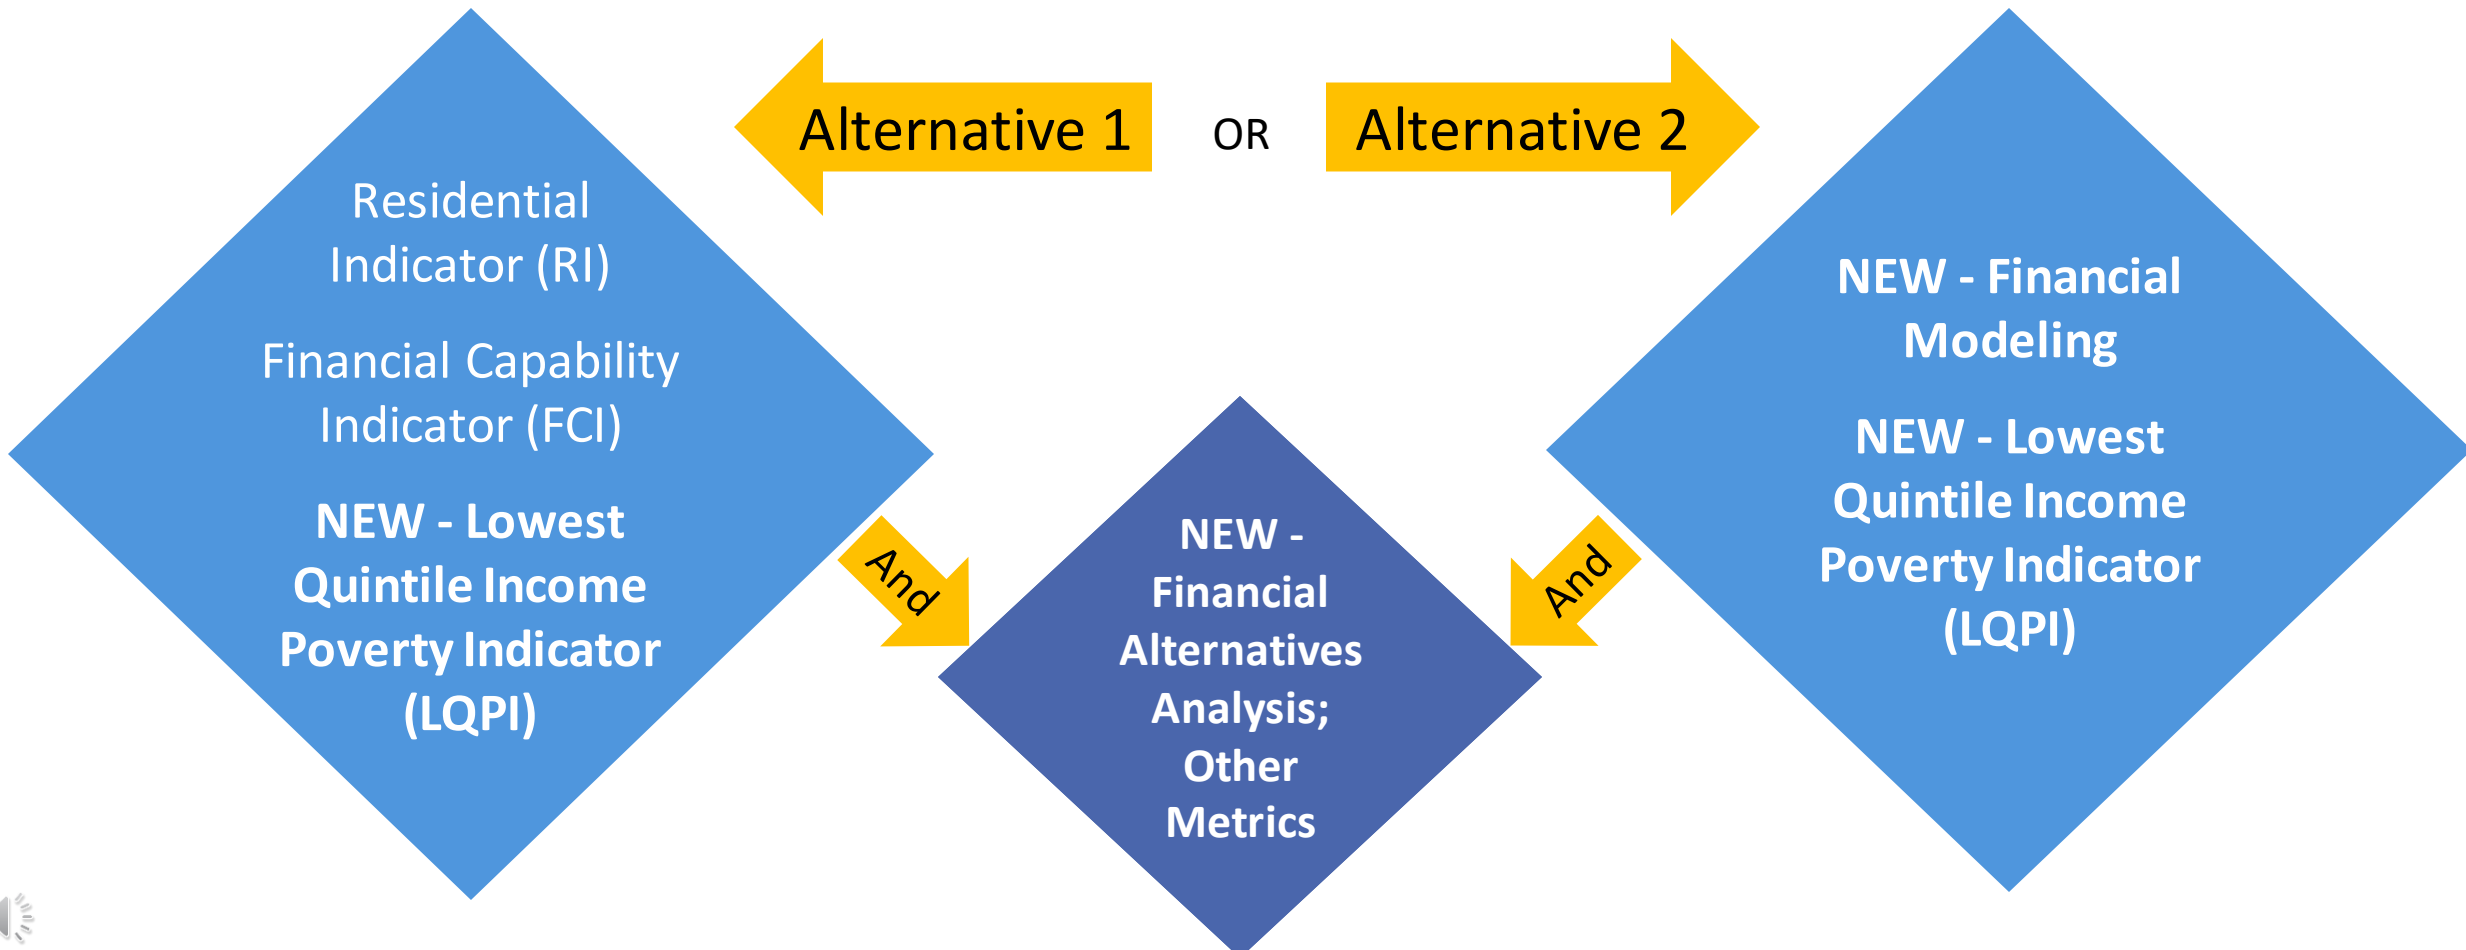 Alternative 1
OR
Alternative 2
Residential
Indicator (RI)
Financial Capability
Indicator (FCI)
NEW - Lowest
Quintile Income
Poverty Indicator
(LQPI)
And
NEW -
Financial
Alternatives
Analysis;
Other
Metrics
And
NEW - Financial
Modeling
NEW - Lowest
Quintile Income
Poverty Indicator
(LQPI)